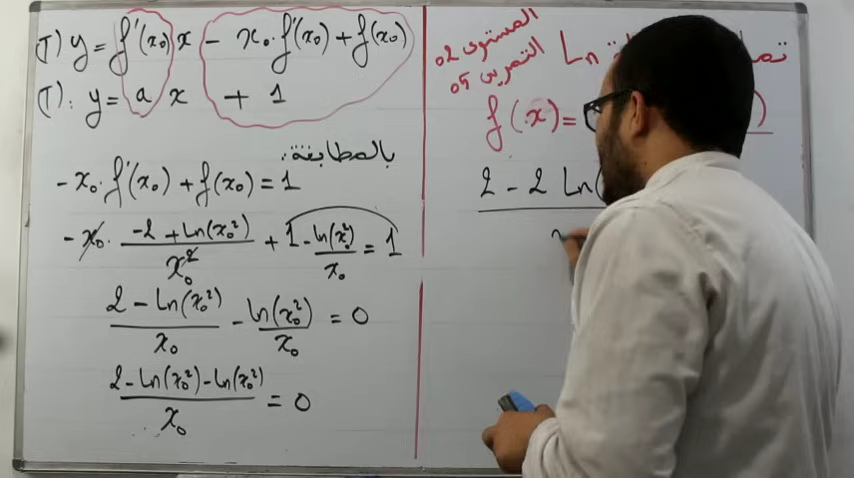 (T) y = f'(x₀) x - x₀. f'(x₀) + f(x₀)
(T): y = a x + 1
بالمطابقة:
-x₀. f'(x₀) + f(x₀) = 1
-x₀. (-2 + Ln(x₀²))/x₀² + 1 - Ln(x₀²)/x₀ = 1
(2 - Ln(x₀²))/x₀ - Ln(x₀²)/x₀ = 0
(2 - Ln(x₀²) - Ln(x₀²))/x₀ = 0
المستوى 02
التمرين 05
Ln
f(x) =
2 - 2 Ln(